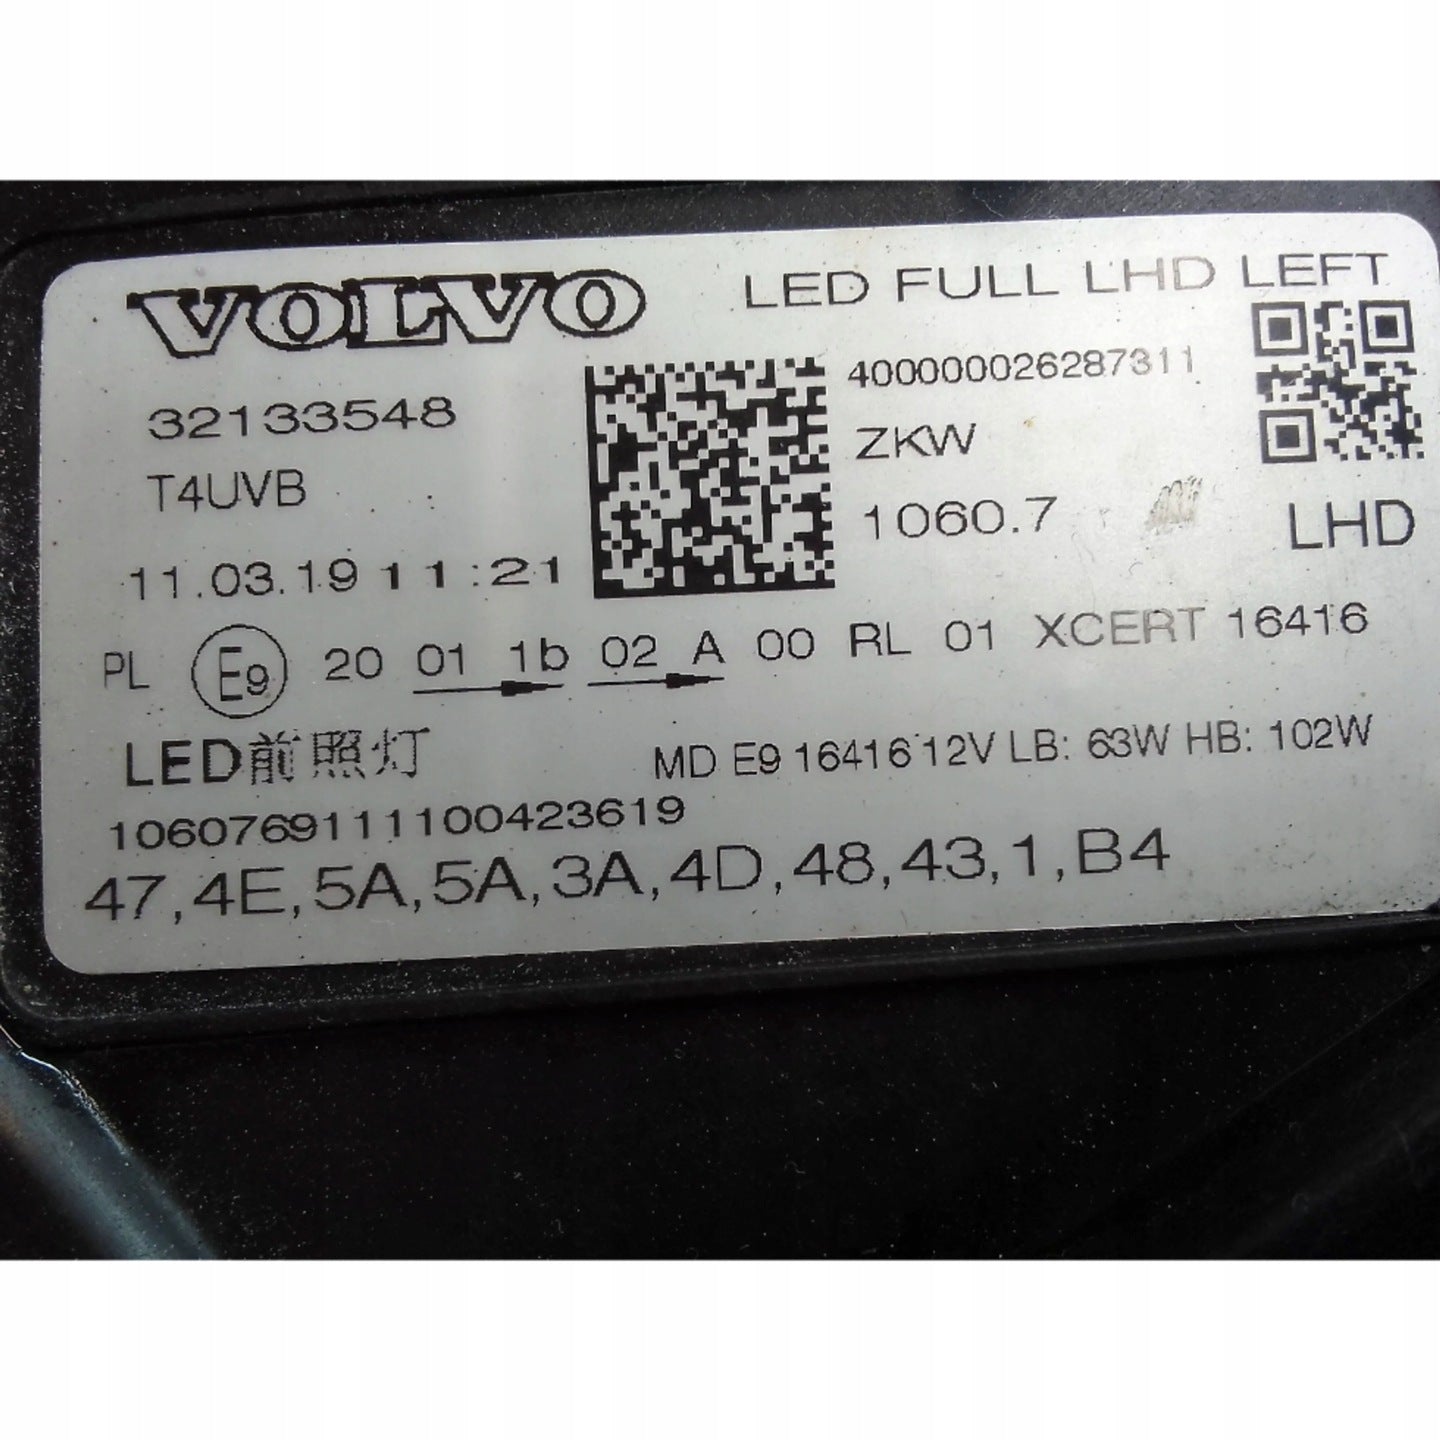 VOLVO LED FULL LHD LEFT
32133548 400000026287311
T4UVB ZKW
1060.7 LHD
11.03.19 11:21
PL E9 20 01 1b 02 A 00 RL 01 XCERT 16416
LED前照灯 MD E9 16416 12V LB: 63W HB: 102W
1060769111100423619
47,4E,5A,5A,3A,4D,48,43,1,B4